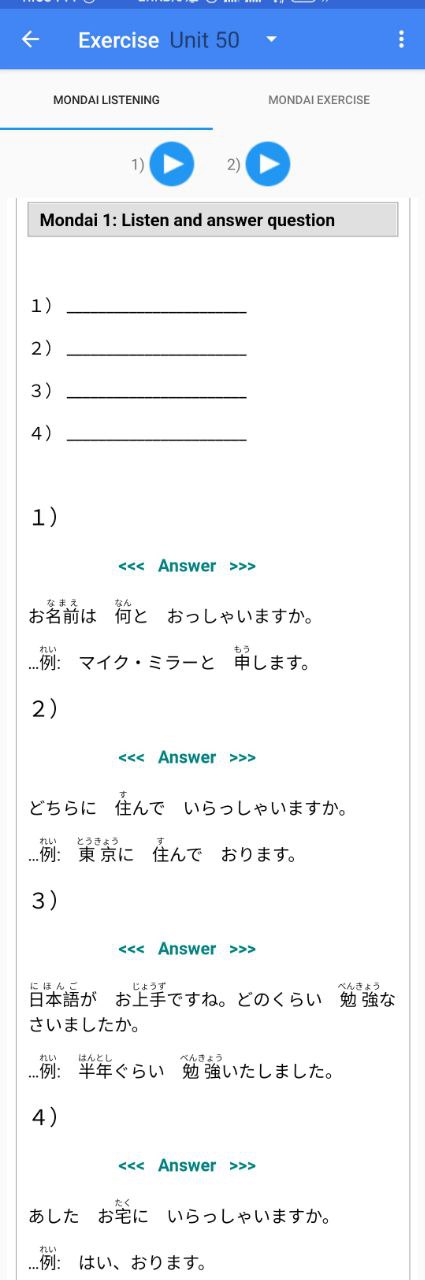 Exercise Unit 50
MONDAI LISTENING MONDAI EXERCISE
1) 2)
Mondai 1: Listen and answer question
1) ____________________
2) ____________________
3) ____________________
4) ____________________
1)
<<< Answer >>>
なまえ なん
お名前は 何と おっしゃいますか。
れい もう
…例: マイク・ミラーと 申します。
2)
<<< Answer >>>
す
どちらに 住んで いらっしゃいますか。
れい とうきょう す
…例: 東京に 住んで おります。
3)
<<< Answer >>>
にほんご じょうず べんきょう
日本語が お上手ですね。どのくらい 勉強な
さいましたか。
れい はんとし べんきょう
…例: 半年ぐらい 勉強いたしました。
4)
<<< Answer >>>
たく
あした お宅に いらっしゃいますか。
れい
…例: はい、おります。